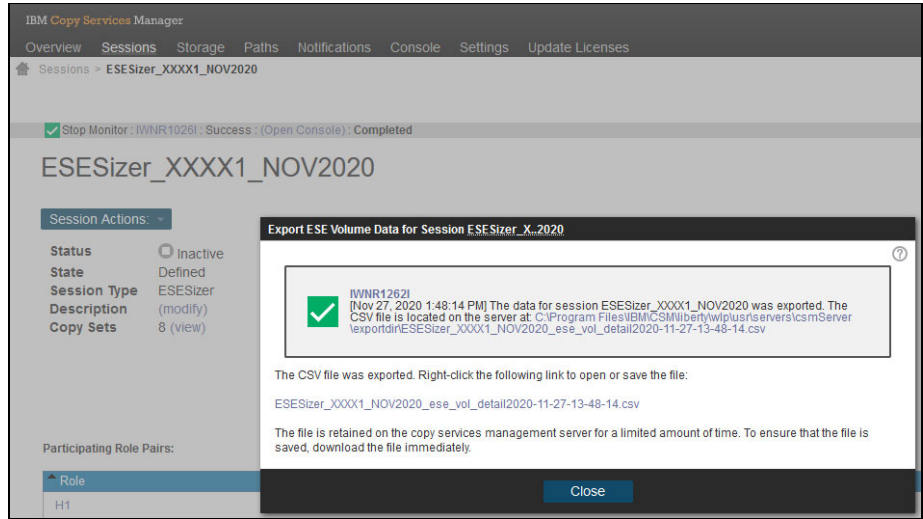 IBM Copy Services Manager
Overview Sessions Storage Paths Notifications Console Settings Update Licenses
Sessions > ESESizer_XXXX1_NOV2020
Stop Monitor : IWNR1026I : Success : (Open Console) : Completed
ESESizer_XXXX1_NOV2020
Session Actions:
Status Inactive
State Defined
Session Type ESESizer
Description (modify)
Copy Sets 8 (view)
Participating Role Pairs:
Role
H1
Export ESE Volume Data for Session ESESizer_X..2020
IWNR1262I
[Nov 27, 2020 1:48:14 PM] The data for session ESESizer_XXXX1_NOV2020 was exported. The
CSV file is located on the server at: C:\Program Files\IBM\CSM\liberty\wlp\usr\servers\csmServer
\exportdir\ESESizer_XXXX1_NOV2020_ese_vol_detail2020-11-27-13-48-14.csv
The CSV file was exported. Right-click the following link to open or save the file:
ESESizer_XXXX1_NOV2020_ese_vol_detail2020-11-27-13-48-14.csv
The file is retained on the copy services management server for a limited amount of time. To ensure that the file is
saved, download the file immediately.
Close